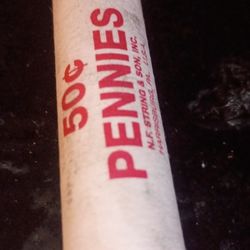 50¢
PENNIES
N.F. STRING & SON, INC.
HARRISBURG, PA., U.S.A.